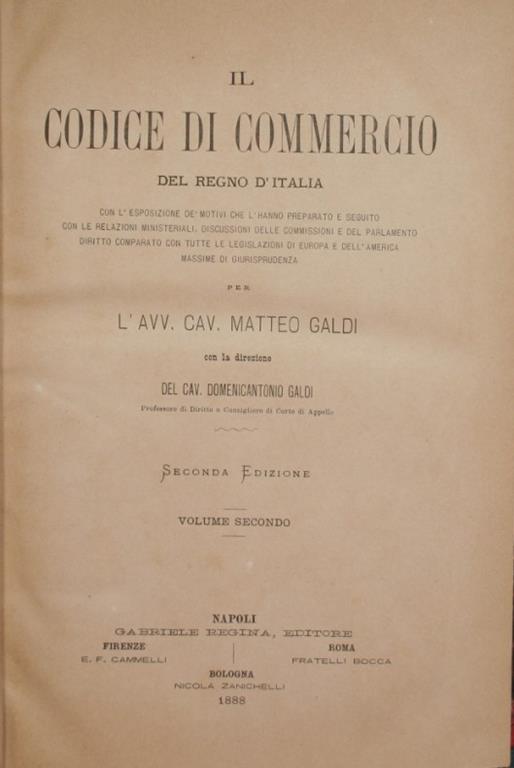 IL
CODICE DI COMMERCIO
DEL REGNO D'ITALIA
CON L'ESPOSIZIONE DE' MOTIVI CHE L'HANNO PREPARATO E SEGUITO
CON LE RELAZIONI MINISTERIALI, DISCUSSIONI DELLE COMMISSIONI E DEL PARLAMENTO
DIRITTO COMPARATO CON TUTTE LE LEGISLAZIONI DI EUROPA E DELL'AMERICA
MASSIME DI GIURISPRUDENZA
PER
L'AVV. CAV. MATTEO GALDI
con la direzione
DEL CAV. DOMENICANTONIO GALDI
Professore di Diritto e Consigliere di Corte di Appello
SECONDA EDIZIONE
VOLUME SECONDO
NAPOLI
GABRIELE REGINA, EDITORE
FIRENZE ROMA
E. F. CAMMELLI FRATELLI BOCCA
BOLOGNA
NICOLA ZANICHELLI
1888